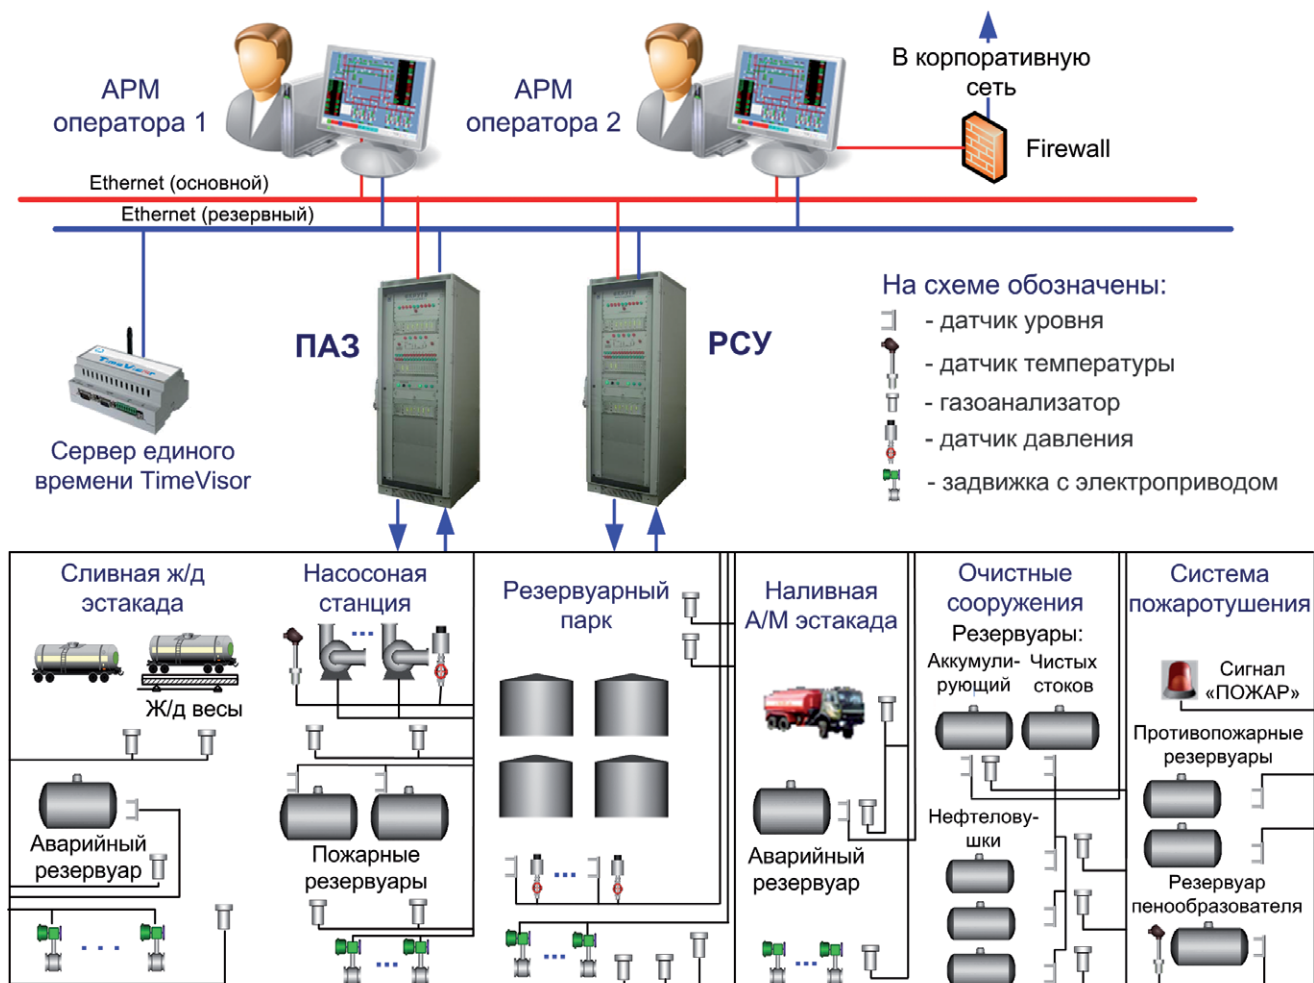 АРМ
оператора 1
АРМ
оператора 2
В корпоративную
сеть
Firewall
Ethernet (основной)
Ethernet (резервный)
ПАЗ
РСУ
TimeVisor
Сервер единого
времени TimeVisor
На схеме обозначены:
- датчик уровня
- датчик температуры
- газоанализатор
- датчик давления
- задвижка с электроприводом
Сливная ж/д
эстакада
Ж/д весы
Аварийный
резервуар
Насосоная
станция
Пожарные
резервуары
Резервуарный
парк
Наливная
А/М эстакада
Аварийный
резервуар
Очистные
сооружения
Резервуары:
Аккумули-
рующий
Чистых
стоков
Нефтелову-
шки
Система
пожаротушения
Сигнал
«ПОЖАР»
Противопожарные
резервуары
Резервуар
пенообразователя